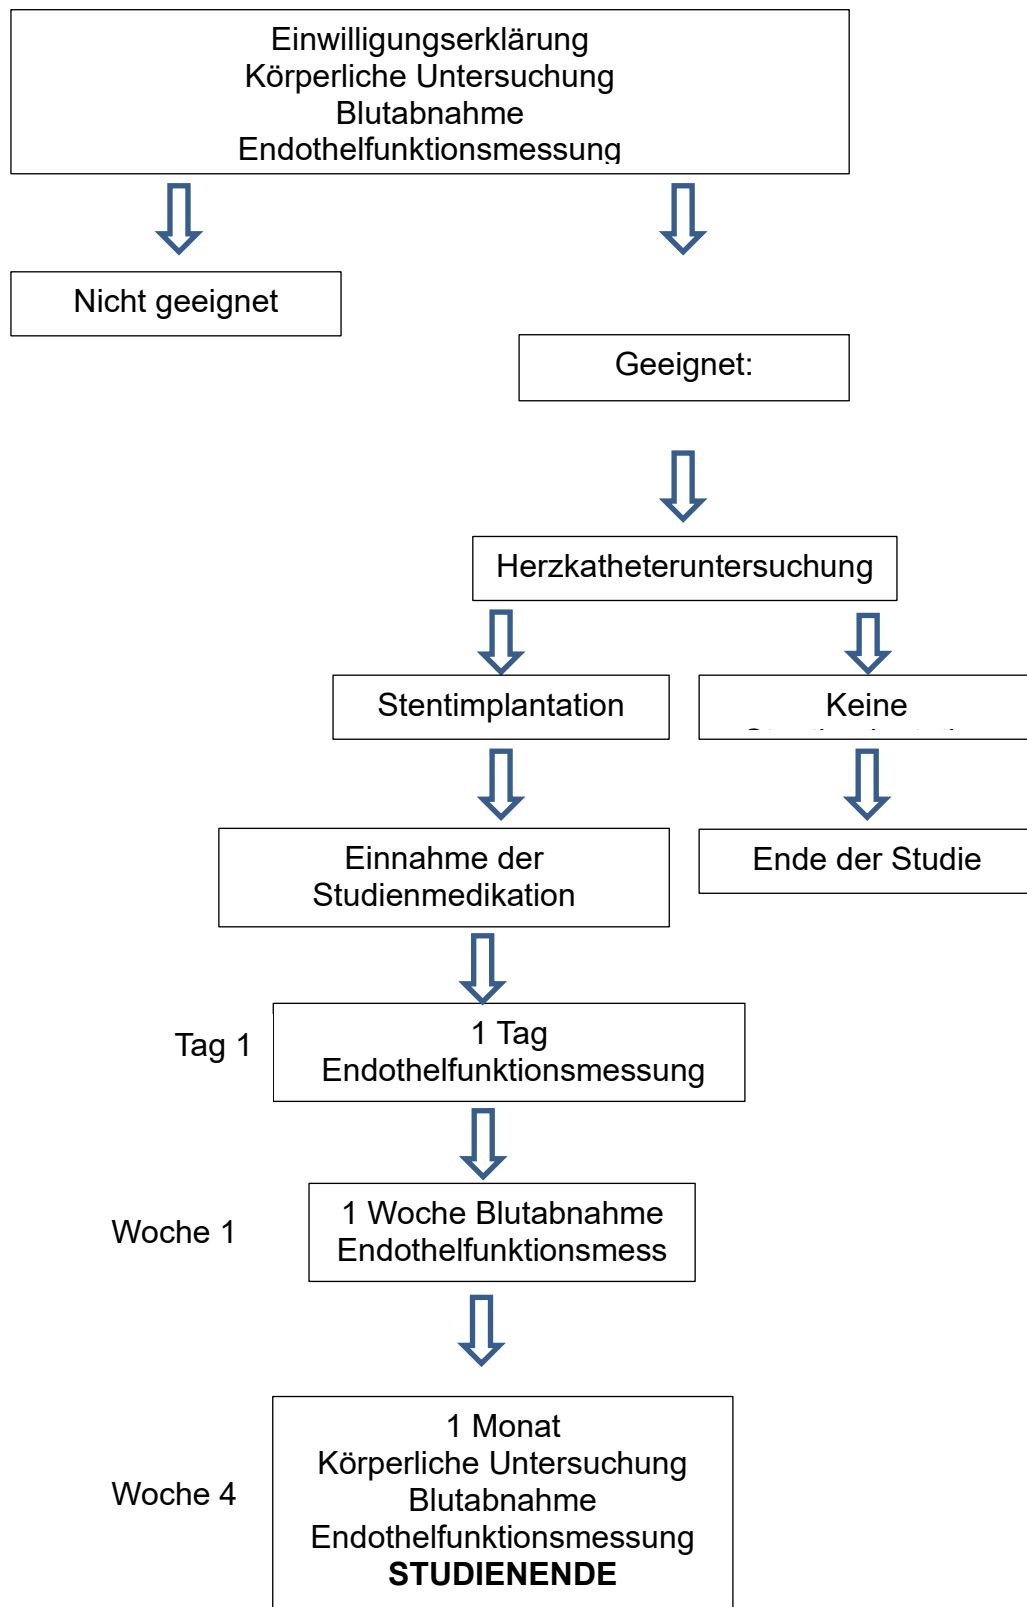 Einwilligungserklärung
Körperliche Untersuchung
Blutabnahme
Endothelfunktionsmessung
Nicht geeignet
Geeignet:
Herzkatheteruntersuchung
Stentimplantation
Keine
Einnahme der
Studienmedikation
Ende der Studie
Tag 1
1 Tag
Endothelfunktionsmessung
Woche 1
1 Woche Blutabnahme
Endothelfunktionsmess
Woche 4
1 Monat
Körperliche Untersuchung
Blutabnahme
Endothelfunktionsmessung
STUDIENENDE